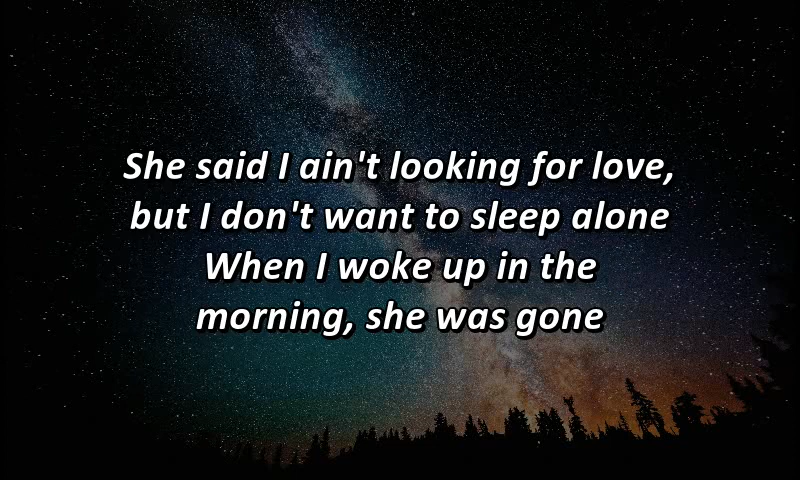 She said I ain't looking for love,
but I don't want to sleep alone
When I woke up in the
morning, she was gone